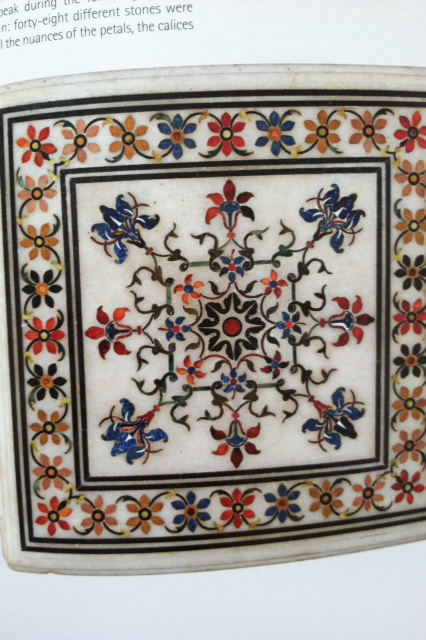 peak during the
n: forty-eight different stones were
l the nuances of the petals, the calices